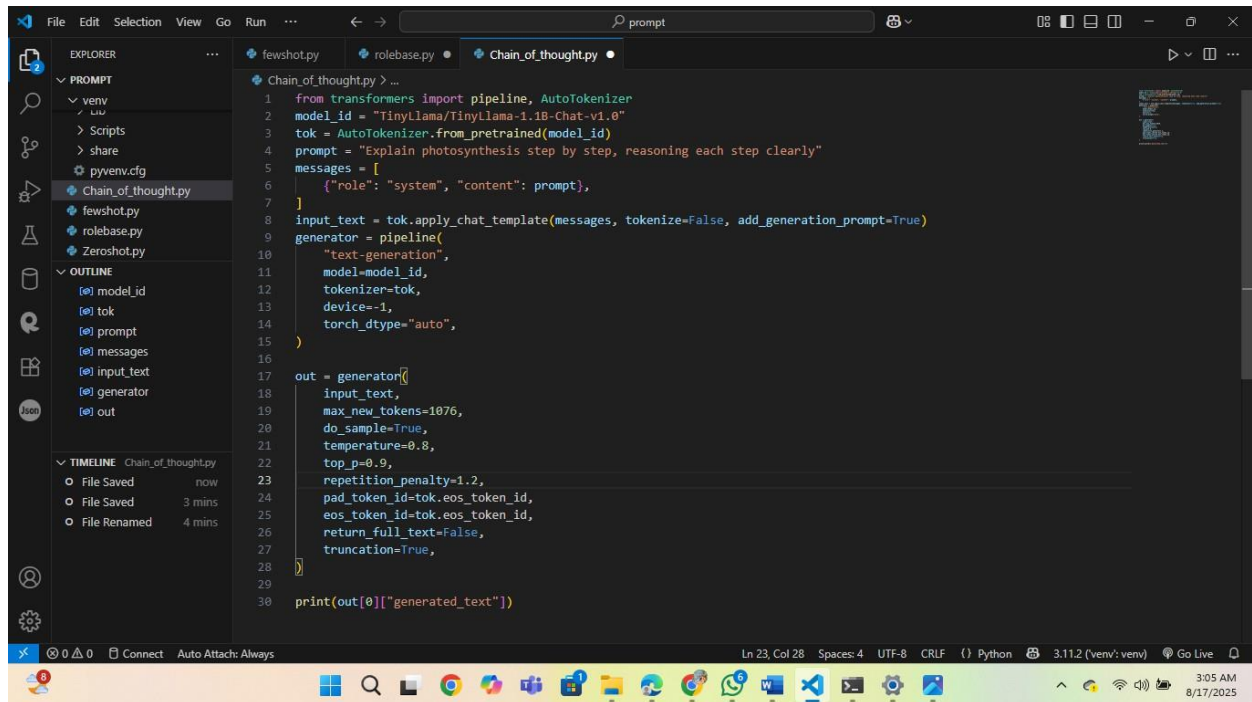 File Edit Selection View Go Run ··· ← → prompt
EXPLORER ···
PROMPT
venv
Lib
Scripts
share
pyvenv.cfg
Chain_of_thought.py
fewshot.py
rolebase.py
Zeroshot.py
OUTLINE
model_id
tok
prompt
messages
input_text
generator
out
TIMELINE Chain_of_thought.py
File Saved now
File Saved 3 mins
File Renamed 4 mins
2
Json
fewshot.py rolebase.py ● Chain_of_thought.py ●
Chain_of_thought.py > ...
1 from transformers import pipeline, AutoTokenizer
2 model_id = "TinyLlama/TinyLlama-1.1B-Chat-v1.0"
3 tok = AutoTokenizer.from_pretrained(model_id)
4 prompt = "Explain photosynthesis step by step, reasoning each step clearly"
5 messages = [
6     {"role": "system", "content": prompt},
7 ]
8 input_text = tok.apply_chat_template(messages, tokenize=False, add_generation_prompt=True)
9 generator = pipeline(
10     "text-generation",
11     model=model_id,
12     tokenizer=tok,
13     device=-1,
14     torch_dtype="auto",
15 )
16
17 out = generator(
18     input_text,
19     max_new_tokens=1076,
20     do_sample=True,
21     temperature=0.8,
22     top_p=0.9,
23     repetition_penalty=1.2,
24     pad_token_id=tok.eos_token_id,
25     eos_token_id=tok.eos_token_id,
26     return_full_text=False,
27     truncation=True,
28 )
29
30 print(out[0]["generated_text"])
0 0 Connect Auto Attach: Always Ln 23, Col 28 Spaces: 4 UTF-8 CRLF {} Python 3.11.2 ('venv': venv) Go Live
8
3:05 AM
8/17/2025